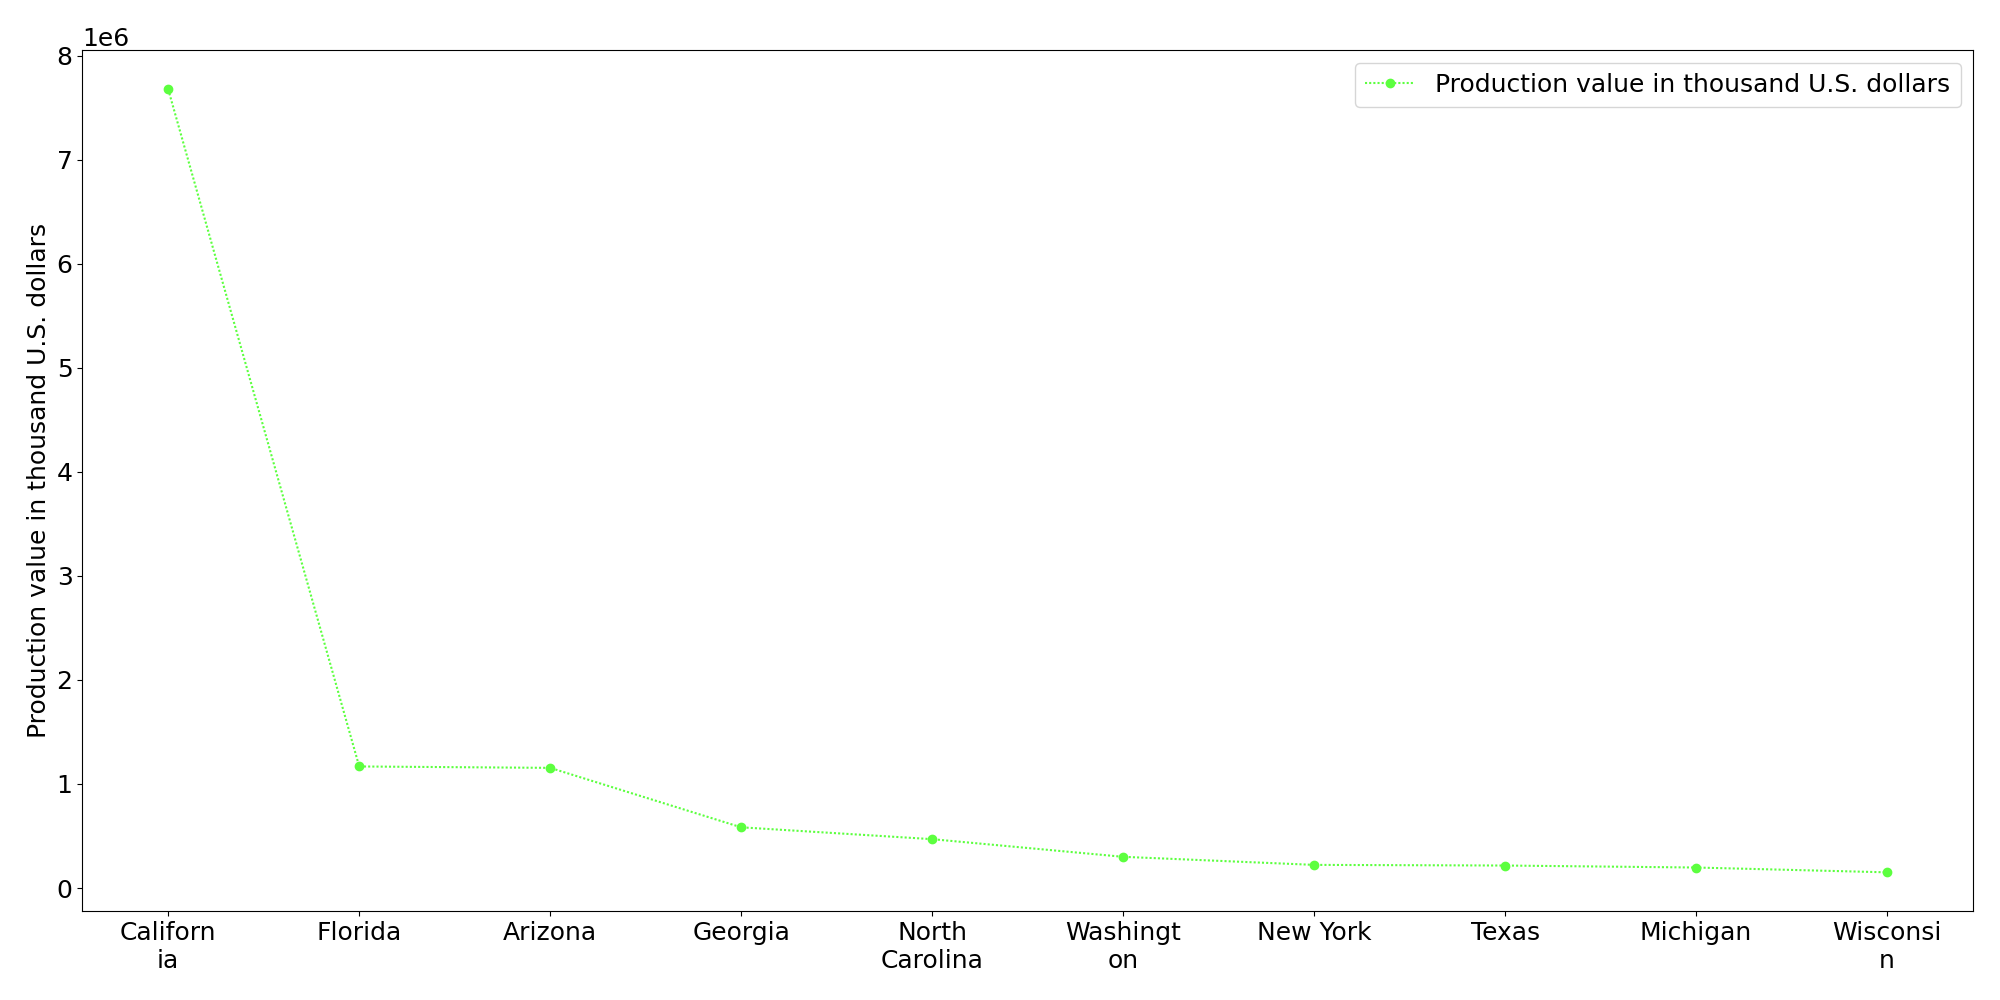 1e6
8
7
6
5
4
3
2
1
0
Production value in thousand U.S. dollars
Production value in thousand U.S. dollars
Californ
ia
Florida
Arizona
Georgia
North
Carolina
Washingt
on
New York
Texas
Michigan
Wisconsi
n